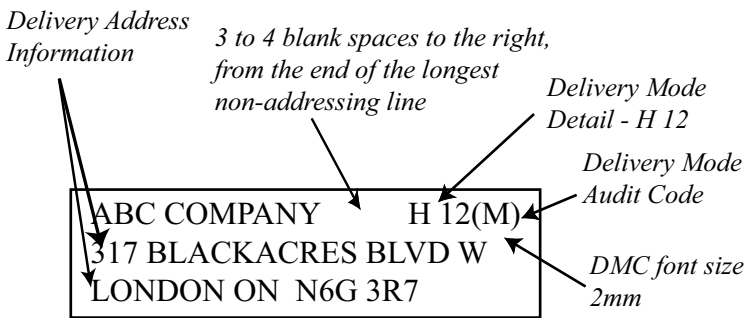 Delivery Address
Information
3 to 4 blank spaces to the right,
from the end of the longest
non-addressing line
Delivery Mode
Detail - H 12
Delivery Mode
Audit Code
ABC COMPANY H 12(M)
317 BLACKACRES BLVD W
LONDON ON N6G 3R7
DMC font size
2mm